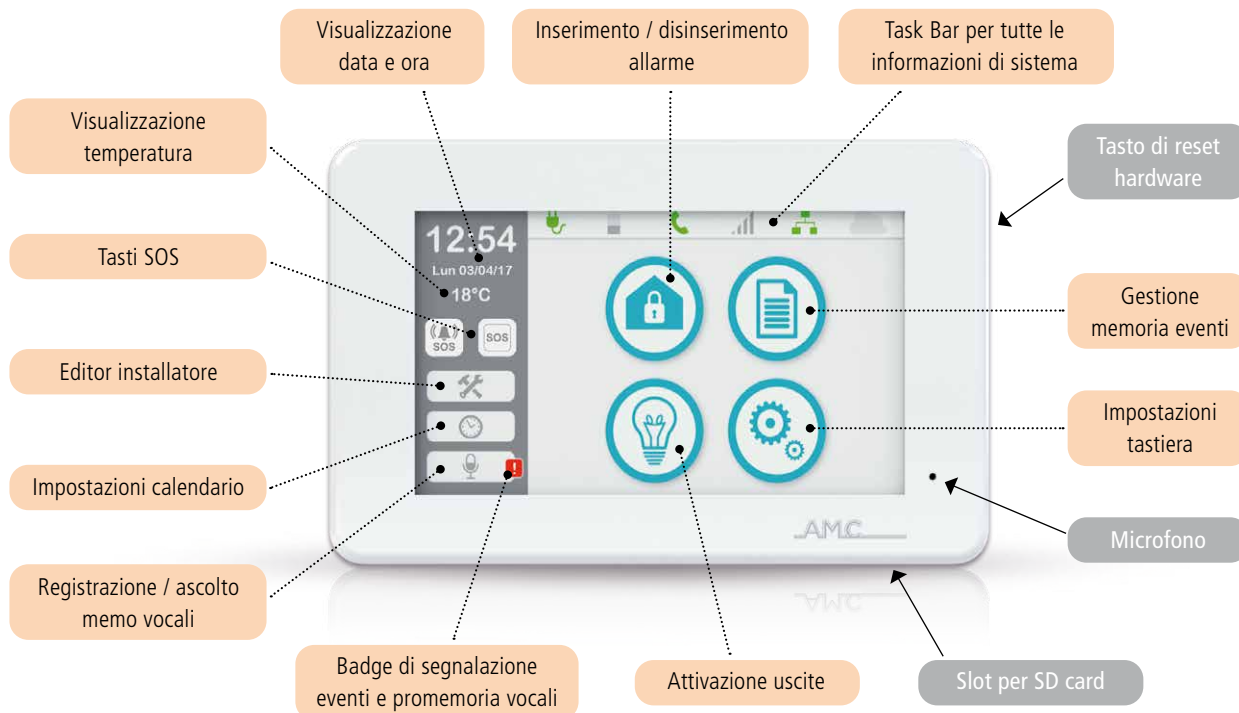 Visualizzazione
data e ora
Inserimento / disinserimento
allarme
Task Bar per tutte le
informazioni di sistema
Visualizzazione
temperatura
Tasto di reset
hardware
12:54
Lun 03/04/17
18°C
Tasti SOS
SOS
SOS
Gestione
memoria eventi
Editor installatore
Impostazioni
tastiera
Impostazioni calendario
!
AMC
Microfono
Registrazione / ascolto
memo vocali
Badge di segnalazione
eventi e promemoria vocali
Attivazione uscite
Slot per SD card